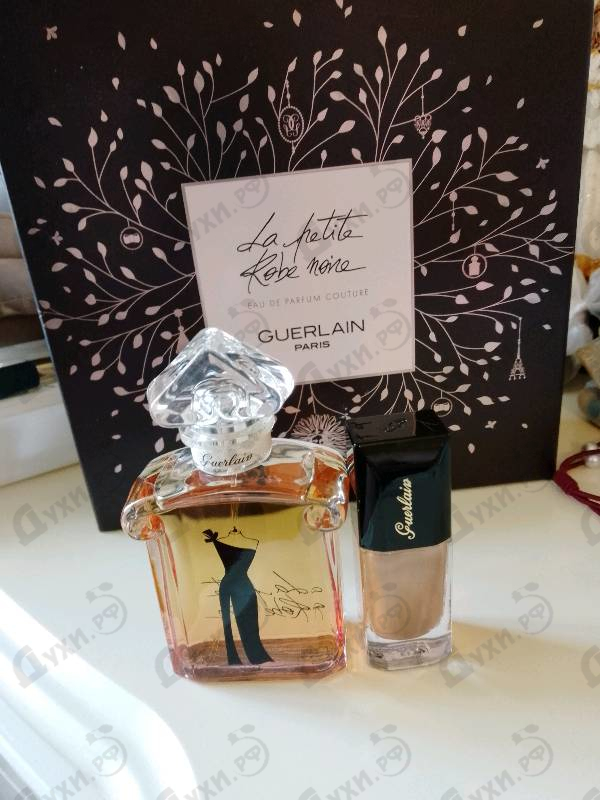 La petite
Robe noire
EAU DE PARFUM COUTURE
GUERLAIN
PARIS
Guerlain
Guerlain
Духи.РФ